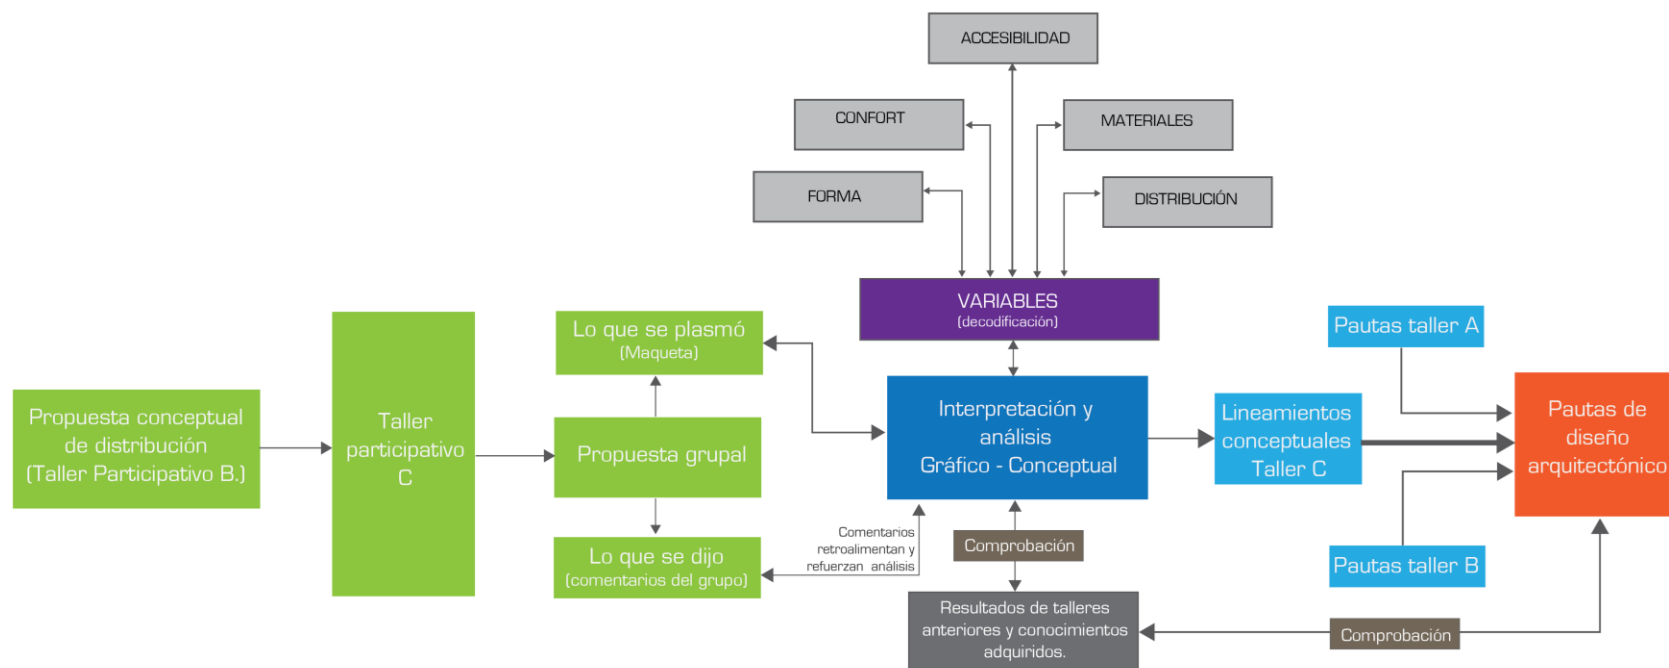 ACCESIBILIDAD
CONFORT
MATERIALES
FORMA
DISTRIBUCIÓN
VARIABLES
(decodificación)
Propuesta conceptual
de distribución
(Taller Participativo B.)
Taller
participativo
C
Lo que se plasmó
(Maqueta)
Propuesta grupal
Lo que se dijo
(comentarios del grupo)
Comentarios
retroalimentan y
refuerzan análisis
Interpretación y
análisis
Gráfico - Conceptual
Comprobación
Resultados de talleres
anteriores y conocimientos
adquiridos.
Lineamientos
conceptuales
Taller C
Pautas taller A
Pautas taller B
Pautas de
diseño
arquitectónico
Comprobación